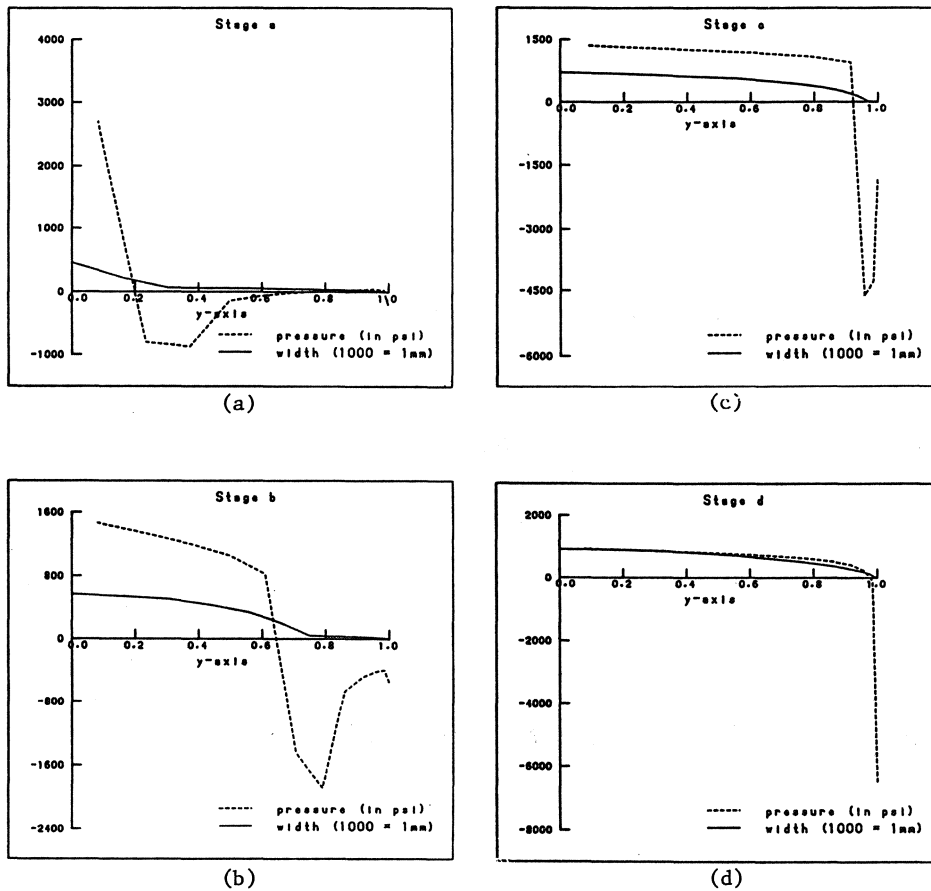 Stage a
4000
3000
2000
1000
0
-1000
0.0 0.2 0.4 0.6 0.8 1.0
y-axis
pressure (in psi)
width (1000 = 1mm)
(a)
Stage c
1500
0
-1500
-3000
-4500
-6000
0.0 0.2 0.4 0.6 0.8 1.0
y-axis
pressure (in psi)
width (1000 = 1mm)
(c)
Stage b
1600
800
0
-800
-1600
-2400
0.0 0.2 0.4 0.6 0.8 1.0
y-axis
pressure (in psi)
width (1000 = 1mm)
(b)
Stage d
2000
0
-2000
-4000
-6000
-8000
0.0 0.2 0.4 0.6 0.8 1.0
y-axis
pressure (in psi)
width (1000 = 1mm)
(d)